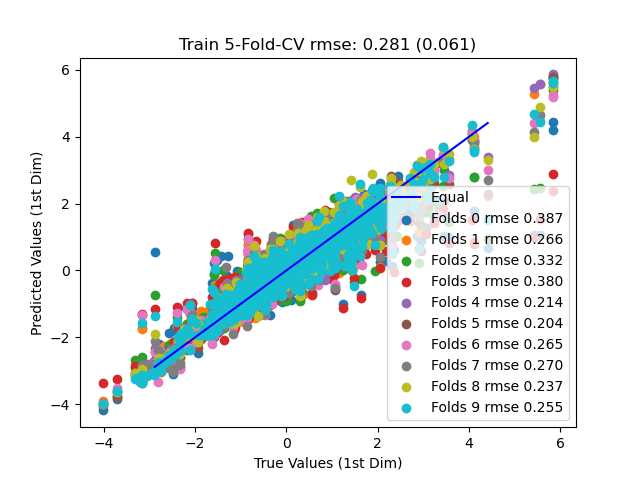 Train 5-Fold-CV rmse: 0.281 (0.061)
Predicted Values (1st Dim)
6
4
2
0
−2
−4
Equal
Folds 0 rmse 0.387
Folds 1 rmse 0.266
Folds 2 rmse 0.332
Folds 3 rmse 0.380
Folds 4 rmse 0.214
Folds 5 rmse 0.204
Folds 6 rmse 0.265
Folds 7 rmse 0.270
Folds 8 rmse 0.237
Folds 9 rmse 0.255
−4 −2 0 2 4 6
True Values (1st Dim)